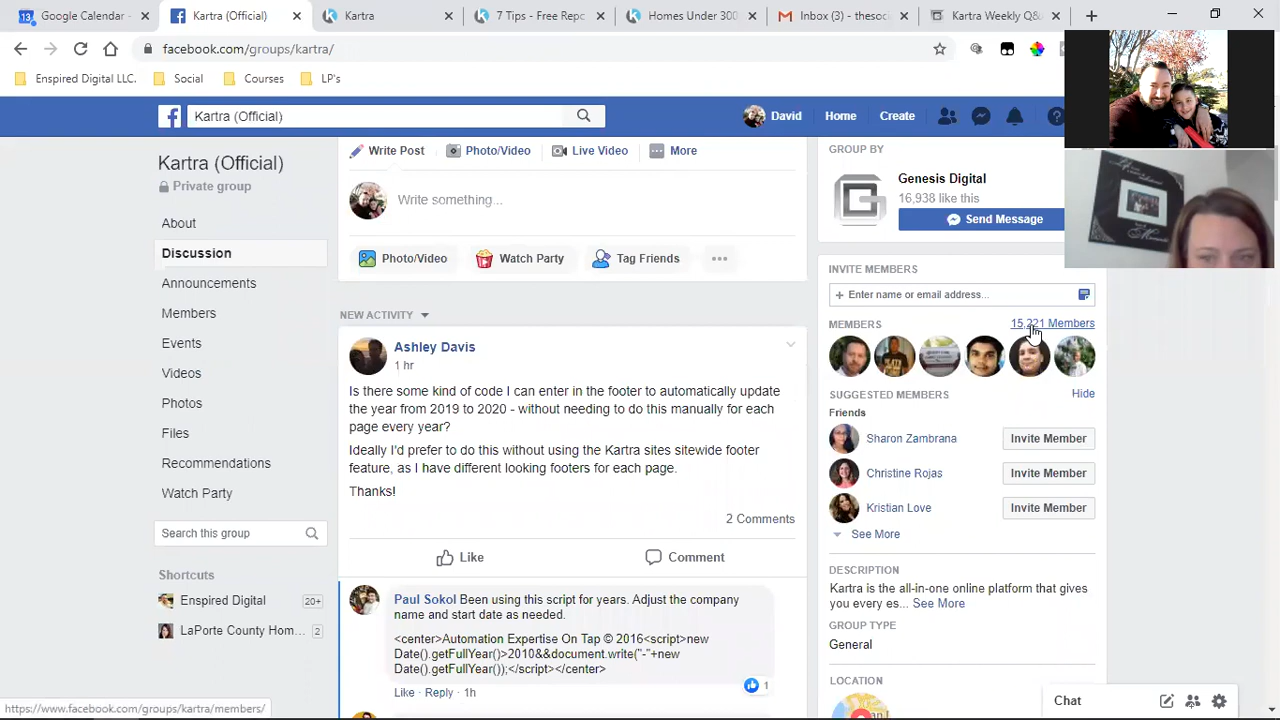 Google Calendar -
Facebook (Official)
Kartra
7 Tips - Free Repc
Homes Under 300
Inbox (3) - thesoci
Kartra Weekly Q&
facebook.com/groups/kartra/
Enspired Digital LLC.
Social
Courses
LP's
Kartra (Official)
David
Home
Create
Kartra (Official)
Private group
About
Discussion
Announcements
Members
Events
Videos
Photos
Files
Recommendations
Watch Party
Search this group
Shortcuts
Enspired Digital 20+
LaPorte County Hom... 2
https://www.facebook.com/groups/kartra/members/
Write Post
Photo/Video
Live Video
More
Write something...
Photo/Video
Watch Party
Tag Friends
NEW ACTIVITY
Ashley Davis
1 hr
Is there some kind of code I can enter in the footer to automatically update
the year from 2019 to 2020 - without needing to do this manually for each
page every year?
Ideally I'd prefer to do this without using the Kartra sites sitewide footer
feature, as I have different looking footers for each page.
Thanks!
2 Comments
Like
Comment
Paul Sokol Been using this script for years. Adjust the company
name and start date as needed.
<center>Automation Expertise On Tap © 2016<script>new
Date().getFullYear()>2010&&document.write("-"+new
Date().getFullYear());</script></center>
Like · Reply · 1h
1
GROUP BY
Genesis Digital
16,938 like this
Send Message
INVITE MEMBERS
+ Enter name or email address...
MEMBERS
15,221 Members
SUGGESTED MEMBERS
Hide
Friends
Sharon Zambrana
Invite Member
Christine Rojas
Invite Member
Kristian Love
Invite Member
See More
DESCRIPTION
Kartra is the all-in-one online platform that gives
you every es... See More
GROUP TYPE
General
LOCATION
Chat